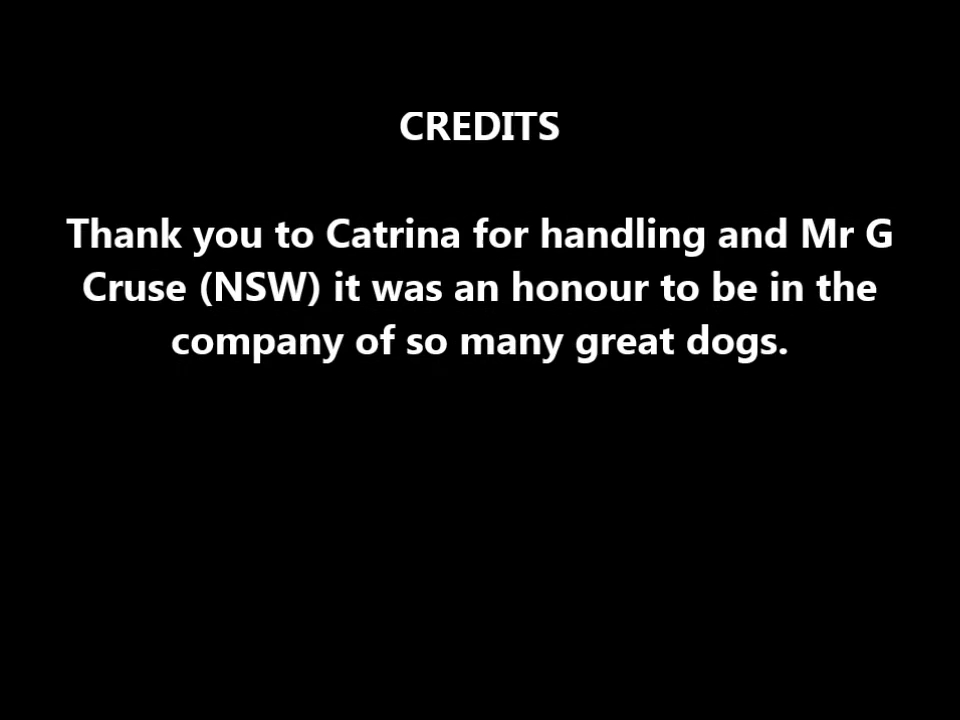 CREDITS
Thank you to Catrina for handling and Mr G
Cruse (NSW) it was an honour to be in the
company of so many great dogs.